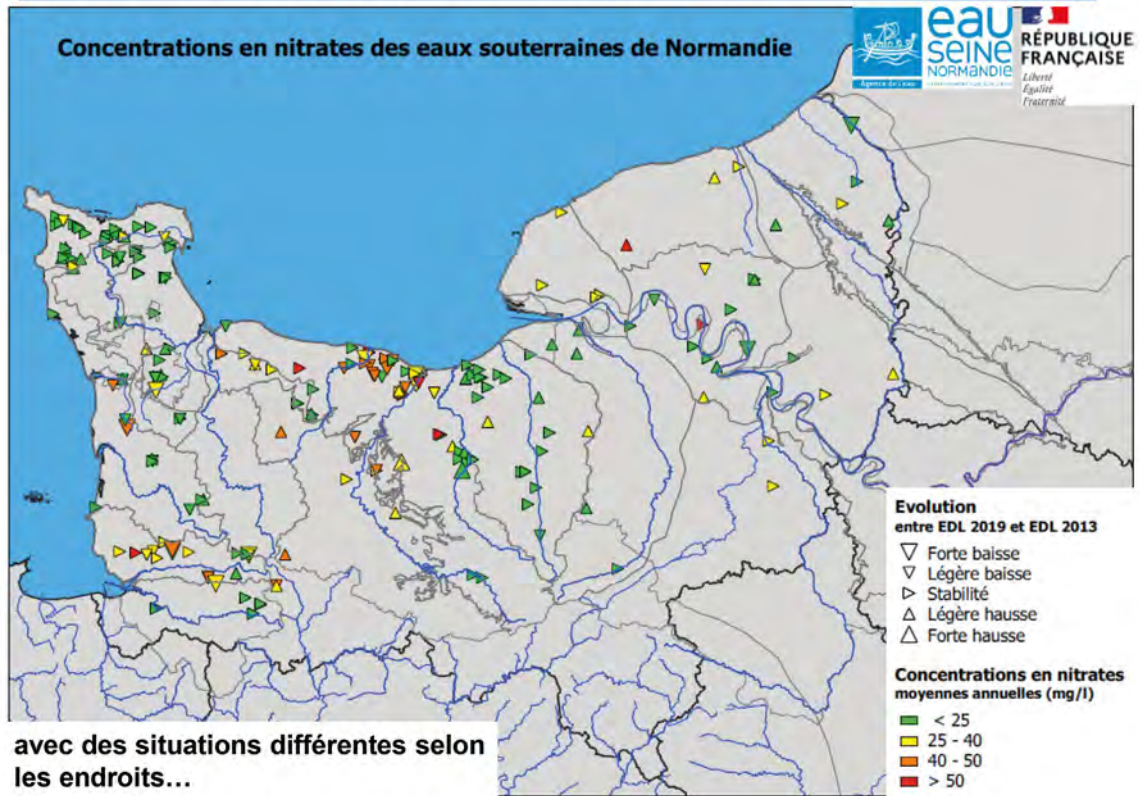 Concentrations en nitrates des eaux souterraines de Normandie
Agence de l'eau
eau
SEINE
NORMANDIE
RÉPUBLIQUE
FRANÇAISE
Liberté
Égalité
Fraternité
Evolution
entre EDL 2019 et EDL 2013
Forte baisse
Légère baisse
Stabilité
Légère hausse
Forte hausse
Concentrations en nitrates
moyennes annuelles (mg/l)
< 25
25 - 40
40 - 50
> 50
avec des situations différentes selon
les endroits…